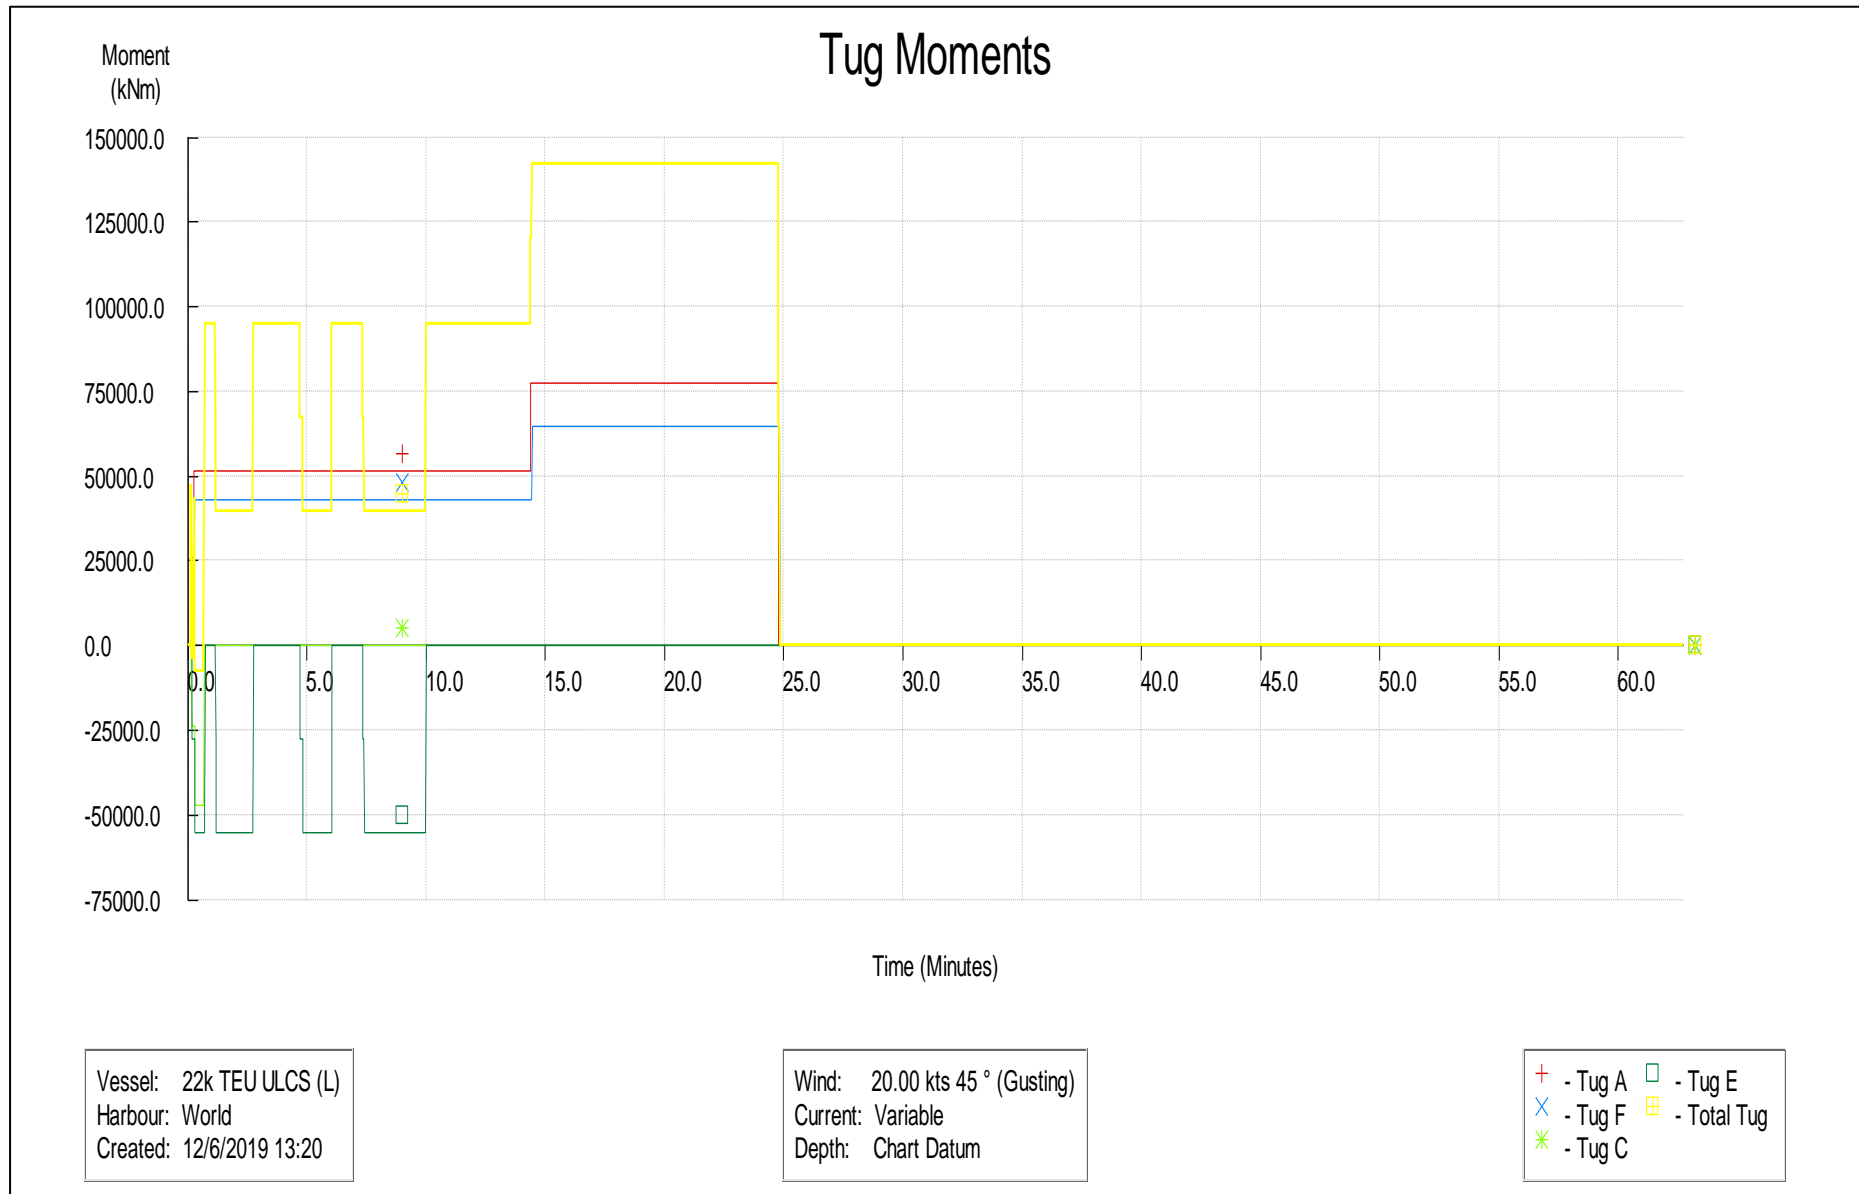 Tug Moments
Moment
(kNm)
150000.0
125000.0
100000.0
75000.0
50000.0
25000.0
0.0
-25000.0
-50000.0
-75000.0
0.0 5.0 10.0 15.0 20.0 25.0 30.0 35.0 40.0 45.0 50.0 55.0 60.0
Time (Minutes)
Vessel: 22k TEU ULCS (L)
Harbour: World
Created: 12/6/2019 13:20
Wind: 20.00 kts 45 ° (Gusting)
Current: Variable
Depth: Chart Datum
- Tug A - Tug E
- Tug F - Total Tug
- Tug C